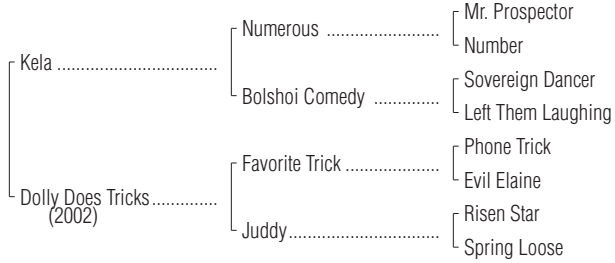 Mr. Prospector
Numerous ........................
Number
Kela ...................................
Sovereign Dancer
Bolshoi Comedy ..............
Left Them Laughing
Phone Trick
Favorite Trick ....................
Evil Elaine
Dolly Does Tricks..............
(2002)
Risen Star
Juddy.................................
Spring Loose